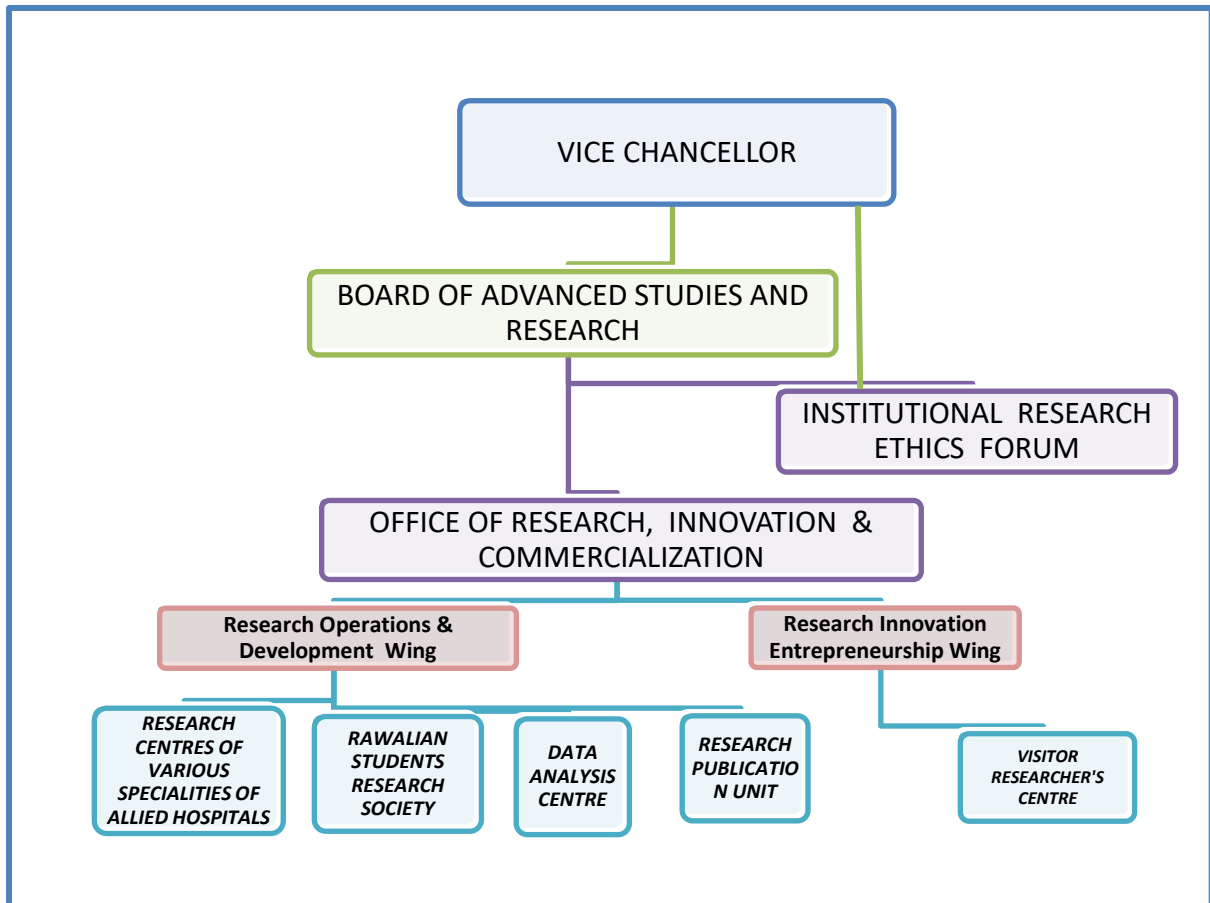 VICE CHANCELLOR
BOARD OF ADVANCED STUDIES AND
RESEARCH
INSTITUTIONAL RESEARCH
ETHICS FORUM
OFFICE OF RESEARCH, INNOVATION &
COMMERCIALIZATION
Research Operations &
Development Wing
Research Innovation
Entrepreneurship Wing
RESEARCH
CENTRES OF
VARIOUS
SPECIALITIES OF
ALLIED HOSPITALS
RAWALIAN
STUDENTS
RESEARCH
SOCIETY
DATA
ANALYSIS
CENTRE
RESEARCH
PUBLICATIO
N UNIT
VISITOR
RESEARCHER'S
CENTRE